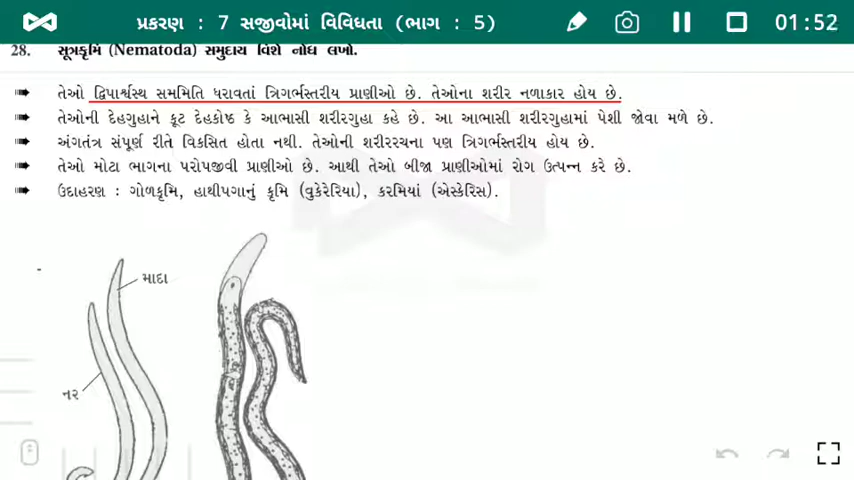 પ્રકરણ : 7 સજીવોમાં વિવિધતા (ભાગ : 5)
01:52
28. સૂત્રકૃમિ (Nematoda) સમુદાય વિશે નોંધ લખો.
તેઓ દ્વિપાર્શ્વસ્થ સમમિતિ ધરાવતાં ત્રિગર્ભસ્તરીય પ્રાણીઓ છે. તેઓના શરીર નળાકાર હોય છે.
તેઓની દેહગુહાને કૂટ દેહકોષ્ઠ કે આભાસી શરીરગુહા કહે છે. આ આભાસી શરીરગુહામાં પેશી જોવા મળે છે.
અંગતંત્ર સંપૂર્ણ રીતે વિકસિત હોતા નથી. તેઓની શરીરરચના પણ ત્રિગર્ભસ્તરીય હોય છે.
તેઓ મોટા ભાગના પરોપજીવી પ્રાણીઓ છે. આથી તેઓ બીજા પ્રાણીઓમાં રોગ ઉત્પન્ન કરે છે.
ઉદાહરણ : ગોળકૃમિ, હાથીપગાનું કૃમિ (વુકેરેરિયા), કરમિયાં (એસ્કેરિસ).
માદા
નર